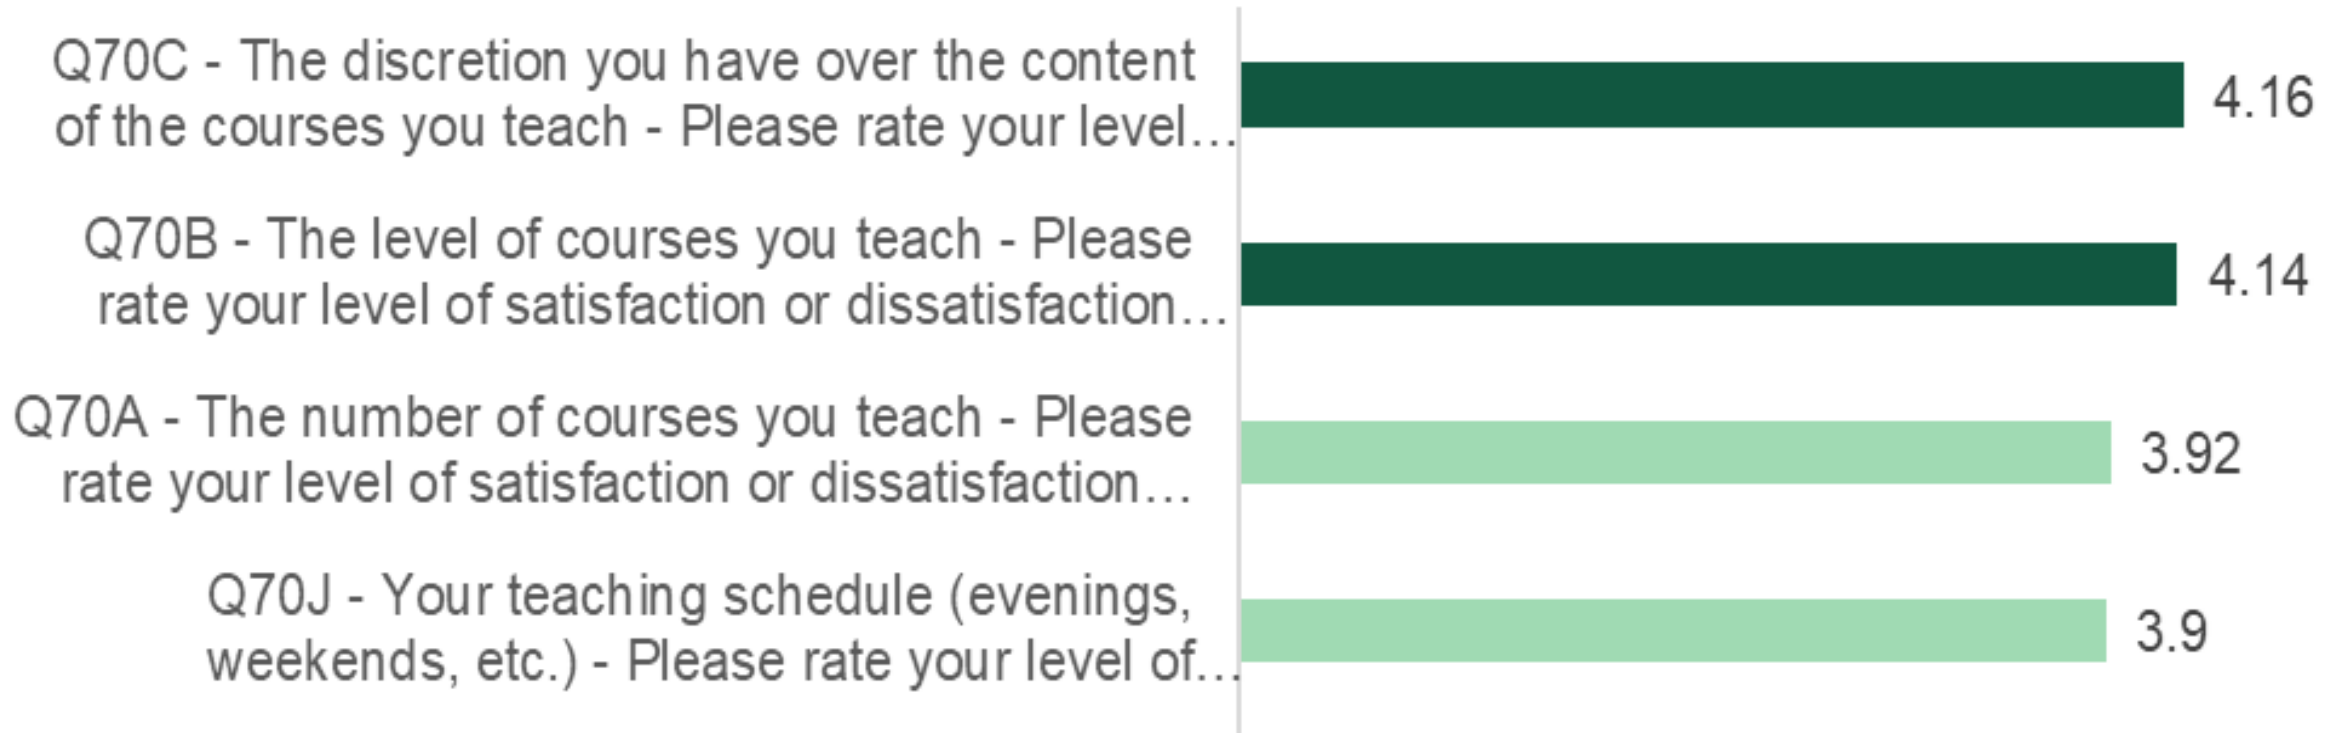 Q70C - The discretion you have over the content
of the courses you teach - Please rate your level…
4.16
Q70B - The level of courses you teach - Please
rate your level of satisfaction or dissatisfaction…
4.14
Q70A - The number of courses you teach - Please
rate your level of satisfaction or dissatisfaction…
3.92
Q70J - Your teaching schedule (evenings,
weekends, etc.) - Please rate your level of…
3.9